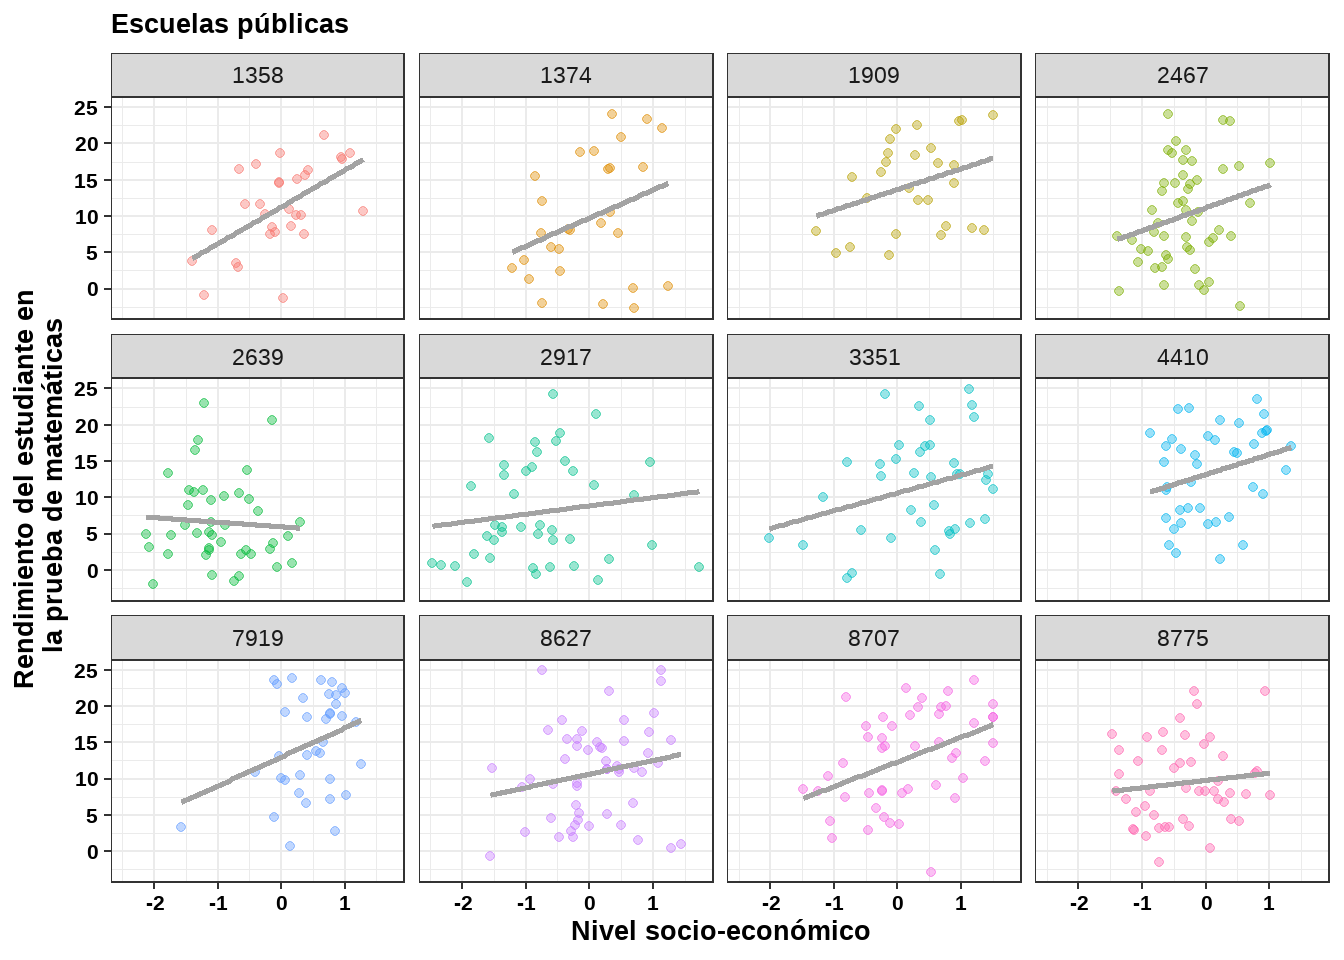 Escuelas públicas
1358 1374 1909 2467
25
20
15
10
5
0
2639 2917 3351 4410
25
20
15
10
5
0
7919 8627 8707 8775
25
20
15
10
5
0
-2 -1 0 1 -2 -1 0 1 -2 -1 0 1 -2 -1 0 1
Nivel socio-económico
Rendimiento del estudiante en
la prueba de matemáticas